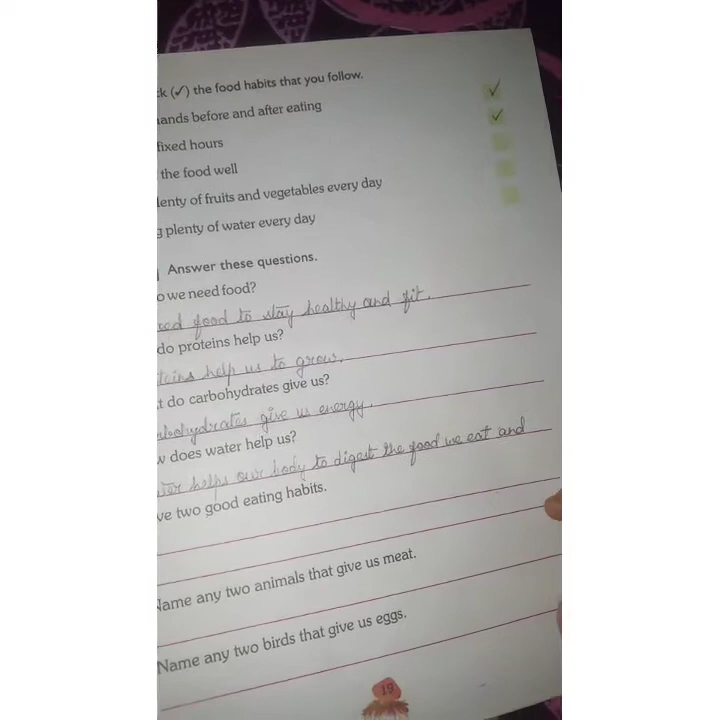 ck (✓) the food habits that you follow.
ands before and after eating
fixed hours
the food well
lenty of fruits and vegetables every day
g plenty of water every day
Answer these questions.
o we need food?
eed food to stay healthy and fit.
do proteins help us?
teins help us to grow.
t do carbohydrates give us?
rbohydrates give us energy.
w does water help us?
ter helps our body to digest the food we eat and
ve two good eating habits.
Name any two animals that give us meat.
Name any two birds that give us eggs.
19